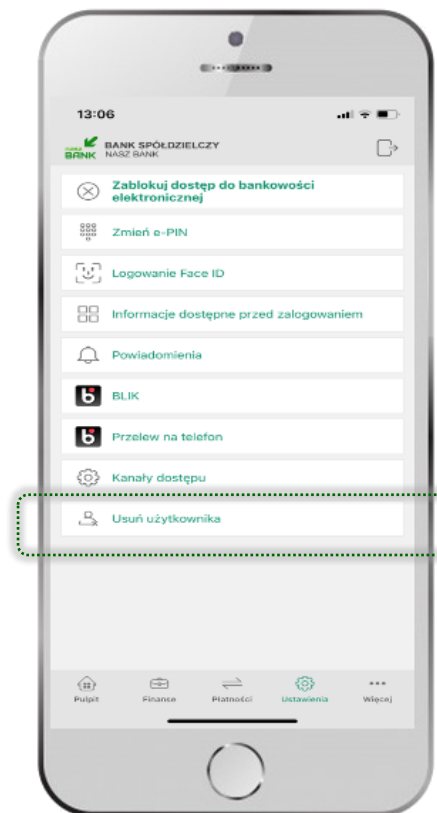 13:06
NASZ BANK
BANK SPÓŁDZIELCZY
NASZ BANK
Zablokuj dostęp do bankowości
elektronicznej
Zmień e-PIN
Logowanie Face ID
Informacje dostępne przed zalogowaniem
Powiadomienia
BLIK
Przelew na telefon
Kanały dostępu
Usuń użytkownika
Pulpit Finanse Płatności Ustawienia Więcej